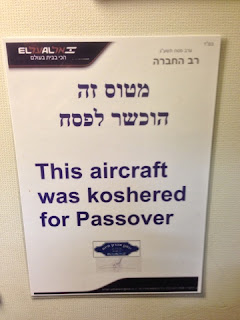 בס"ד
EL AL אל על
הכי בבית בעולם
רב החברה
מטוס זה
הוכשר לפסח
This aircraft
was koshered
for Passover